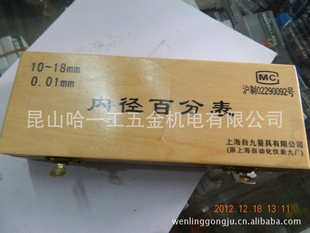 10-18mm
0.01mm
MC
沪制02290092号
内径百分表
昆山哈一工五金机电有限公司
上海自九量具有限公司
(原上海自动化仪表九厂)
2012.12.18 13:11
wenlinggongju.1688.com